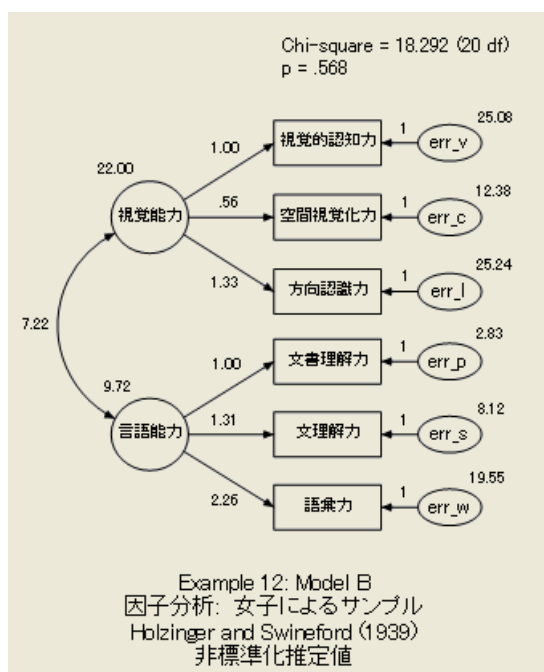 Chi-square = 18.292 (20 df)
p = .568
25.08
1.00
視覚的認知力
1
err_v
22.00
12.38
視覚能力
.56
空間視覚化力
1
err_c
25.24
1.33
方向認識力
1
err_l
7.22
2.83
1.00
文書理解力
1
err_p
9.72
8.12
言語能力
1.31
文理解力
1
err_s
19.55
2.26
語彙力
1
err_w
Example 12: Model B
因子分析: 女子によるサンプル
Holzinger and Swineford (1939)
非標準化推定値